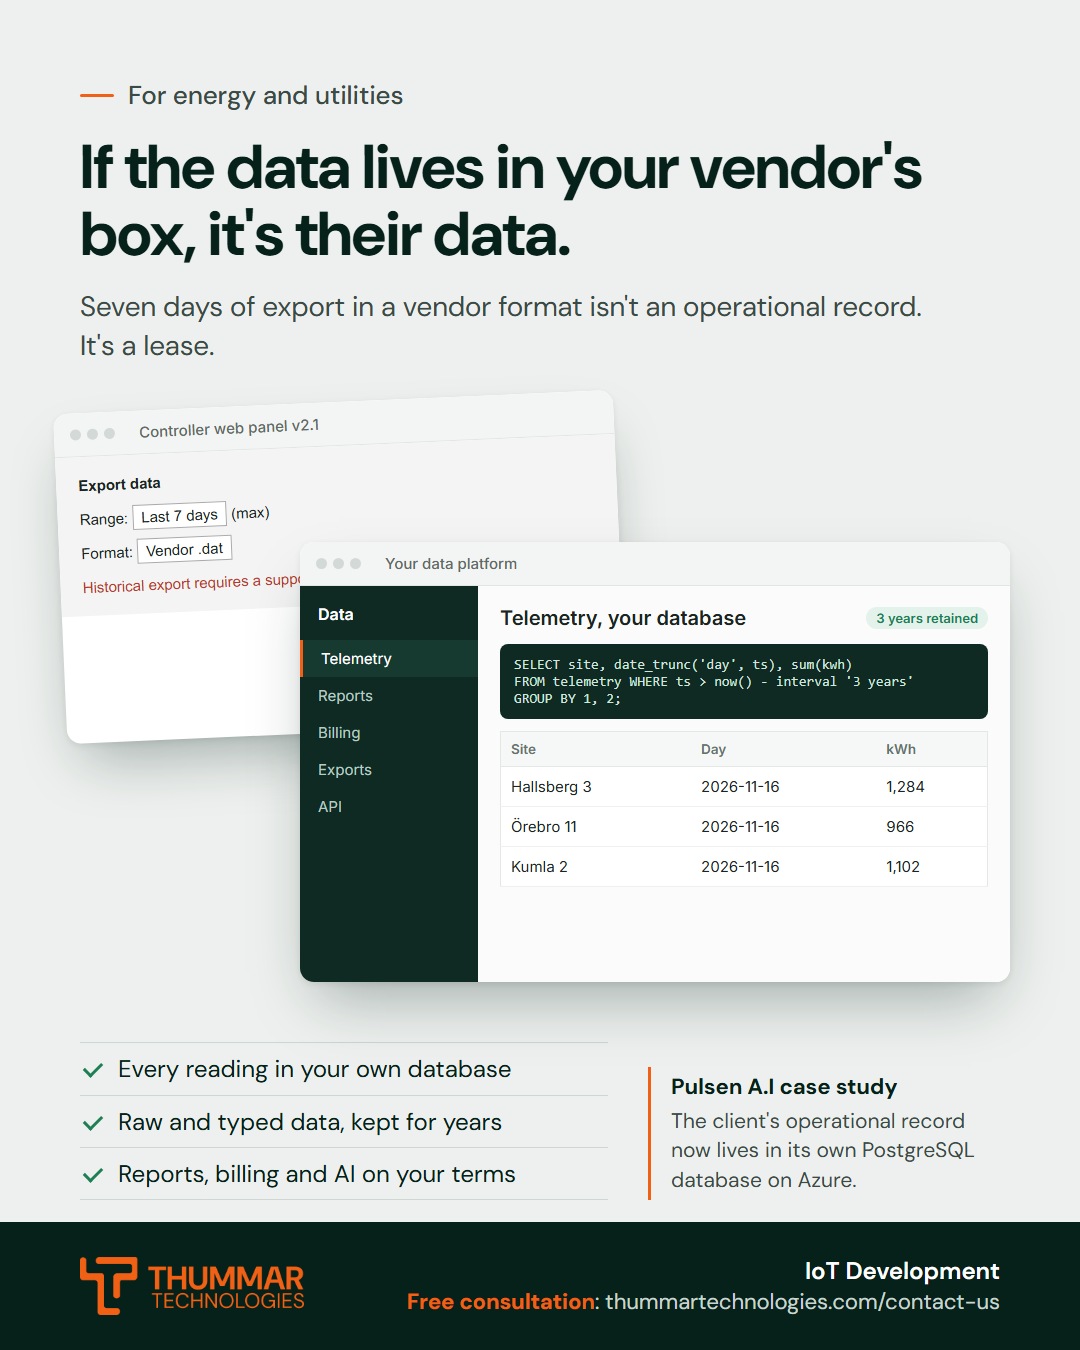 For energy and utilities
If the data lives in your vendor's
box, it's their data.
Seven days of export in a vendor format isn't an operational record.
It's a lease.
Controller web panel v2.1
Export data
Range: Last 7 days (max)
Format: Vendor .dat
Historical export requires a
Your data platform
Data
Telemetry
Reports
Billing
Exports
API
Telemetry, your database
3 years retained
SELECT site, date_trunc('day', ts), sum(kwh)
FROM telemetry WHERE ts > now() - interval '3 years'
GROUP BY 1, 2;
Site Day kWh
Hallsberg 3 2026-11-16 1,284
Örebro 11 2026-11-16 966
Kumla 2 2026-11-16 1,102
Every reading in your own database
Raw and typed data, kept for years
Reports, billing and AI on your terms
Pulsen A.I case study
The client's operational record
now lives in its own PostgreSQL
database on Azure.
THUMMAR
TECHNOLOGIES
IoT Development
Free consultation: thummartechnologies.com/contact-us